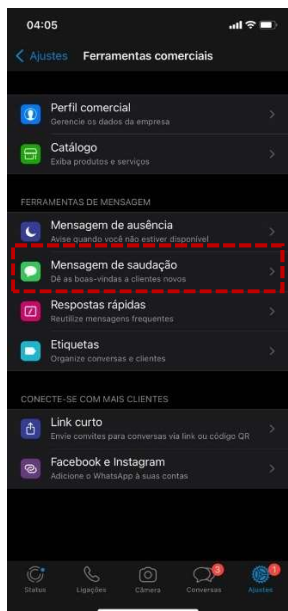 04:05
Ajustes Ferramentas comerciais
Perfil comercial
Gerencie os dados da empresa
Catálogo
Exiba produtos e serviços
FERRAMENTAS DE MENSAGEM
Mensagem de ausência
Avise quando você não estiver disponível
Mensagem de saudação
Dê as boas-vindas a clientes novos
Respostas rápidas
Reutilize mensagens frequentes
Etiquetas
Organize conversas e clientes
CONECTE-SE COM MAIS CLIENTES
Link curto
Envie convites para conversas via link ou código QR
Facebook e Instagram
Adicione o WhatsApp à suas contas
3 1
Status Ligações Câmera Conversas Ajustes